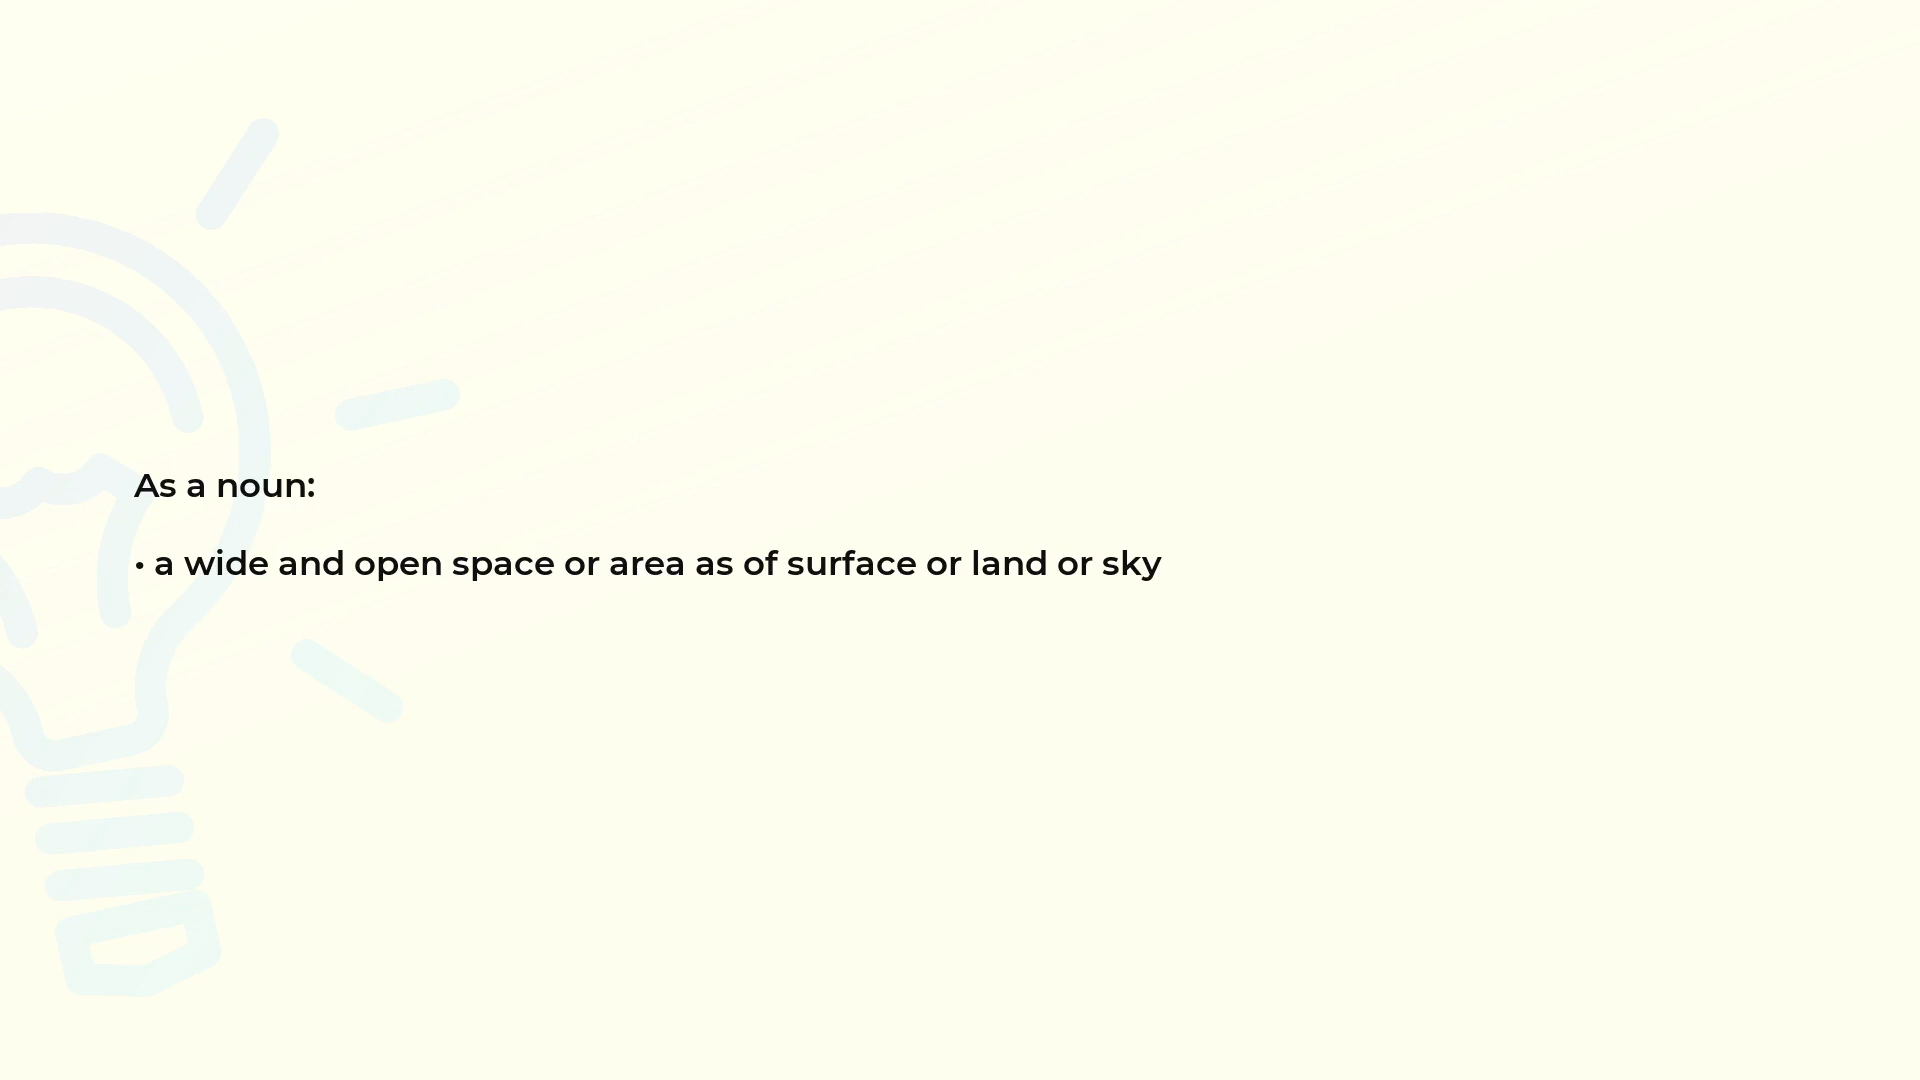 As a noun:
• a wide and open space or area as of surface or land or sky